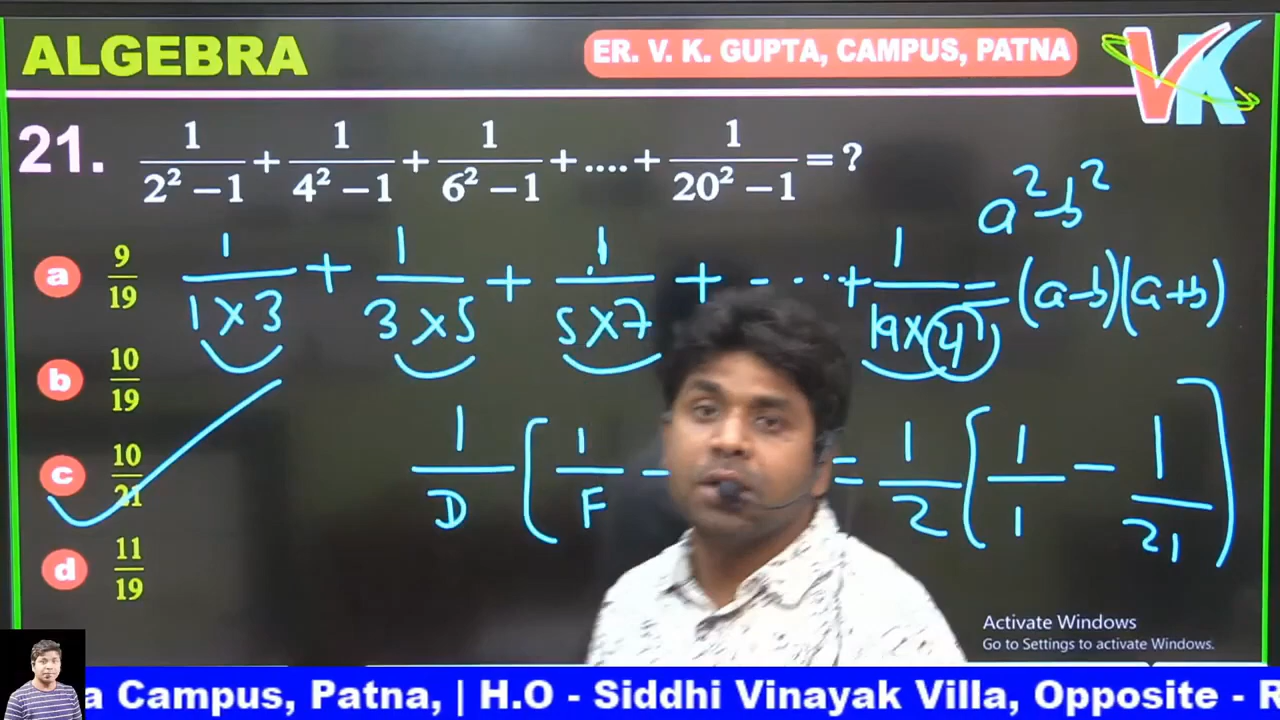 ALGEBRA
ER. V. K. GUPTA, CAMPUS, PATNA
VK
21. 1/(2² – 1) + 1/(4² – 1) + 1/(6² – 1) + .... + 1/(20² – 1) = ?
a²-b²
a 9/19
1/(1×3) + 1/(3×5) + 1/(5×7) + - ... + 1/(19×21) = (a-b)(a+b)
b 10/19
c 10/21
1/D [1/F - = 1/2 [1/1 - 1/21]
d 11/19
Activate Windows
Go to Settings to activate Windows.
a Campus, Patna, | H.O - Siddhi Vinayak Villa, Opposite - R